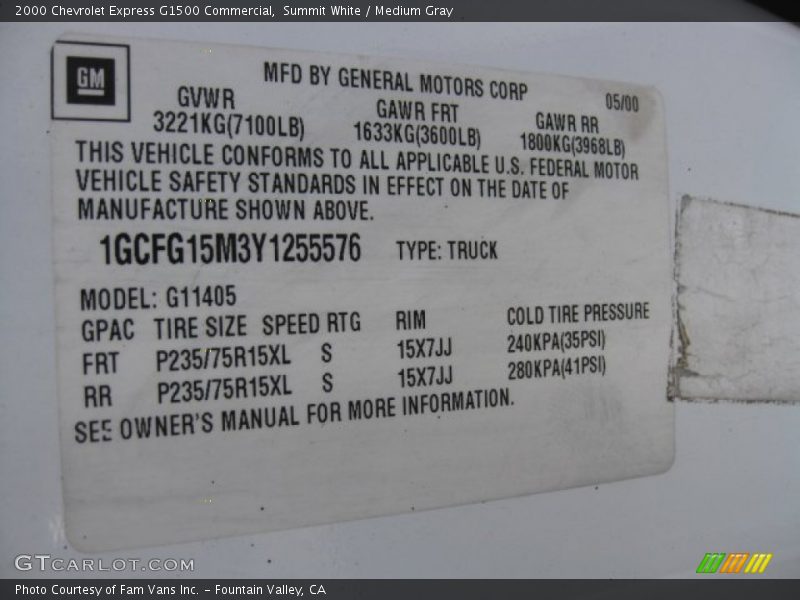 2000 Chevrolet Express G1500 Commercial, Summit White / Medium Gray
GM
MFD BY GENERAL MOTORS CORP 05/00
GVWR GAWR FRT GAWR RR
3221KG(7100LB) 1633KG(3600LB) 1800KG(3968LB)
THIS VEHICLE CONFORMS TO ALL APPLICABLE U.S. FEDERAL MOTOR
VEHICLE SAFETY STANDARDS IN EFFECT ON THE DATE OF
MANUFACTURE SHOWN ABOVE.
1GCFG15M3Y1255576 TYPE: TRUCK
MODEL: G11405
GPAC TIRE SIZE SPEED RTG RIM COLD TIRE PRESSURE
FRT P235/75R15XL S 15X7JJ 240KPA(35PSI)
RR P235/75R15XL S 15X7JJ 280KPA(41PSI)
SEE OWNER'S MANUAL FOR MORE INFORMATION.
GTCARLOT.COM
Photo Courtesy of Fam Vans Inc. - Fountain Valley, CA